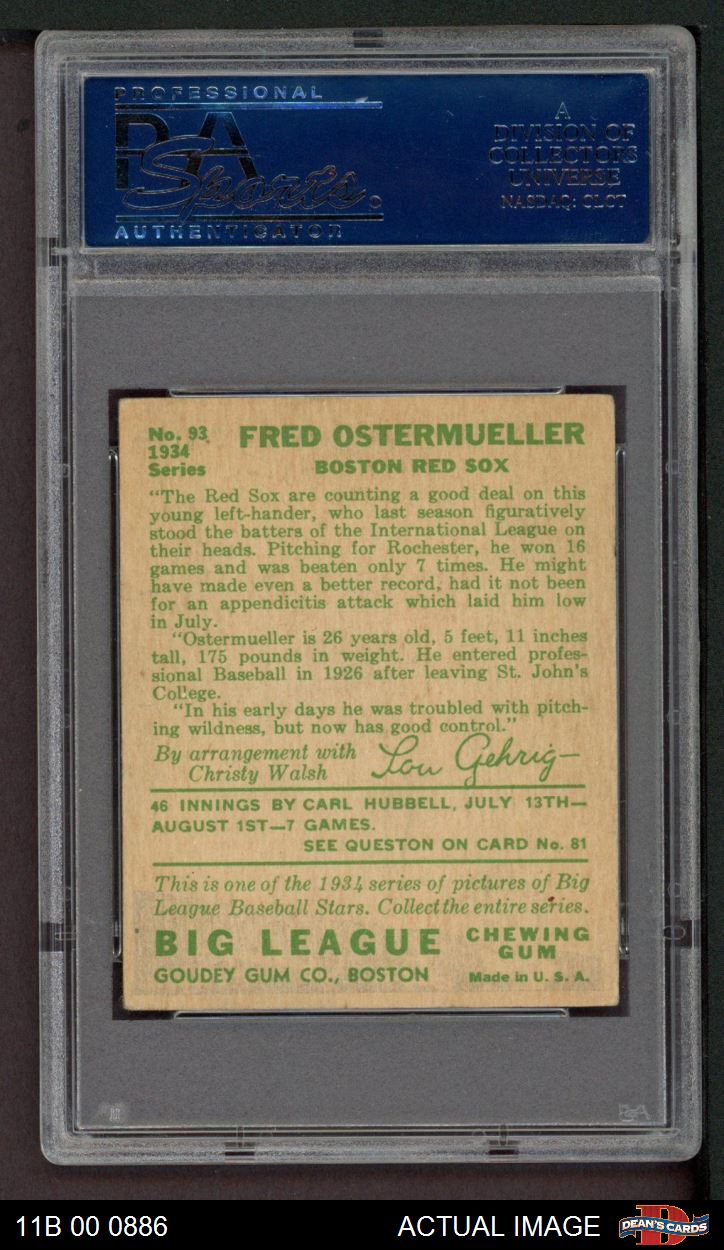 PROFESSIONAL
PSA
Sports
AUTHENTICATOR
A
DIVISION OF
COLLECTORS
UNIVERSE
NASDAQ: CLCT
No. 93
1934
Series
FRED OSTERMUELLER
BOSTON RED SOX
“The Red Sox are counting a good deal on this
young left-hander, who last season figuratively
stood the batters of the International League on
their heads. Pitching for Rochester, he won 16
games and was beaten only 7 times. He might
have made even a better record, had it not been
for an appendicitis attack which laid him low
in July.
“Ostermueller is 26 years old, 5 feet, 11 inches
tall, 175 pounds in weight. He entered profes-
sional Baseball in 1926 after leaving St. John's
College.
“In his early days he was troubled with pitch-
ing wildness, but now has good control.”
By arrangement with
Christy Walsh
Lou Gehrig
46 INNINGS BY CARL HUBBELL, JULY 13TH—
AUGUST 1ST—7 GAMES.
SEE QUESTON ON CARD No. 81
This is one of the 1934 series of pictures of Big
League Baseball Stars. Collect the entire series.
BIG LEAGUE
CHEWING
GUM
GOUDEY GUM CO., BOSTON
Made in U. S. A.
PSA
11B 00 0886
ACTUAL IMAGE
DEAN'S CARDS